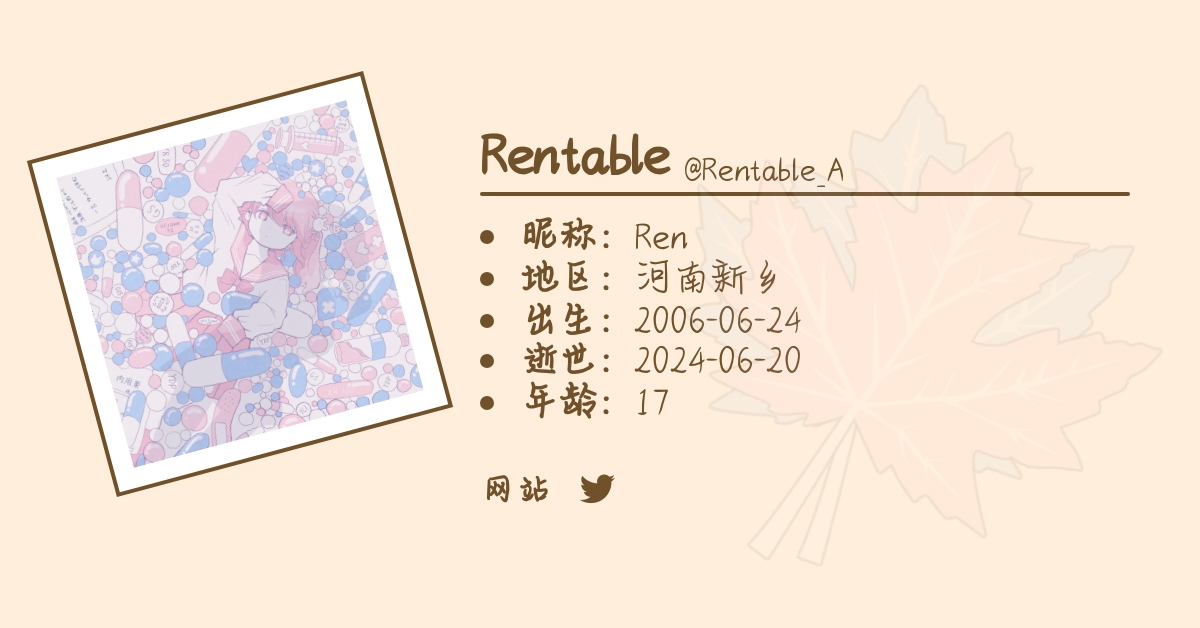 Rentable @Rentable_A
昵称： Ren
地区： 河南新乡
出生： 2006-06-24
逝世： 2024-06-20
年龄： 17
网站